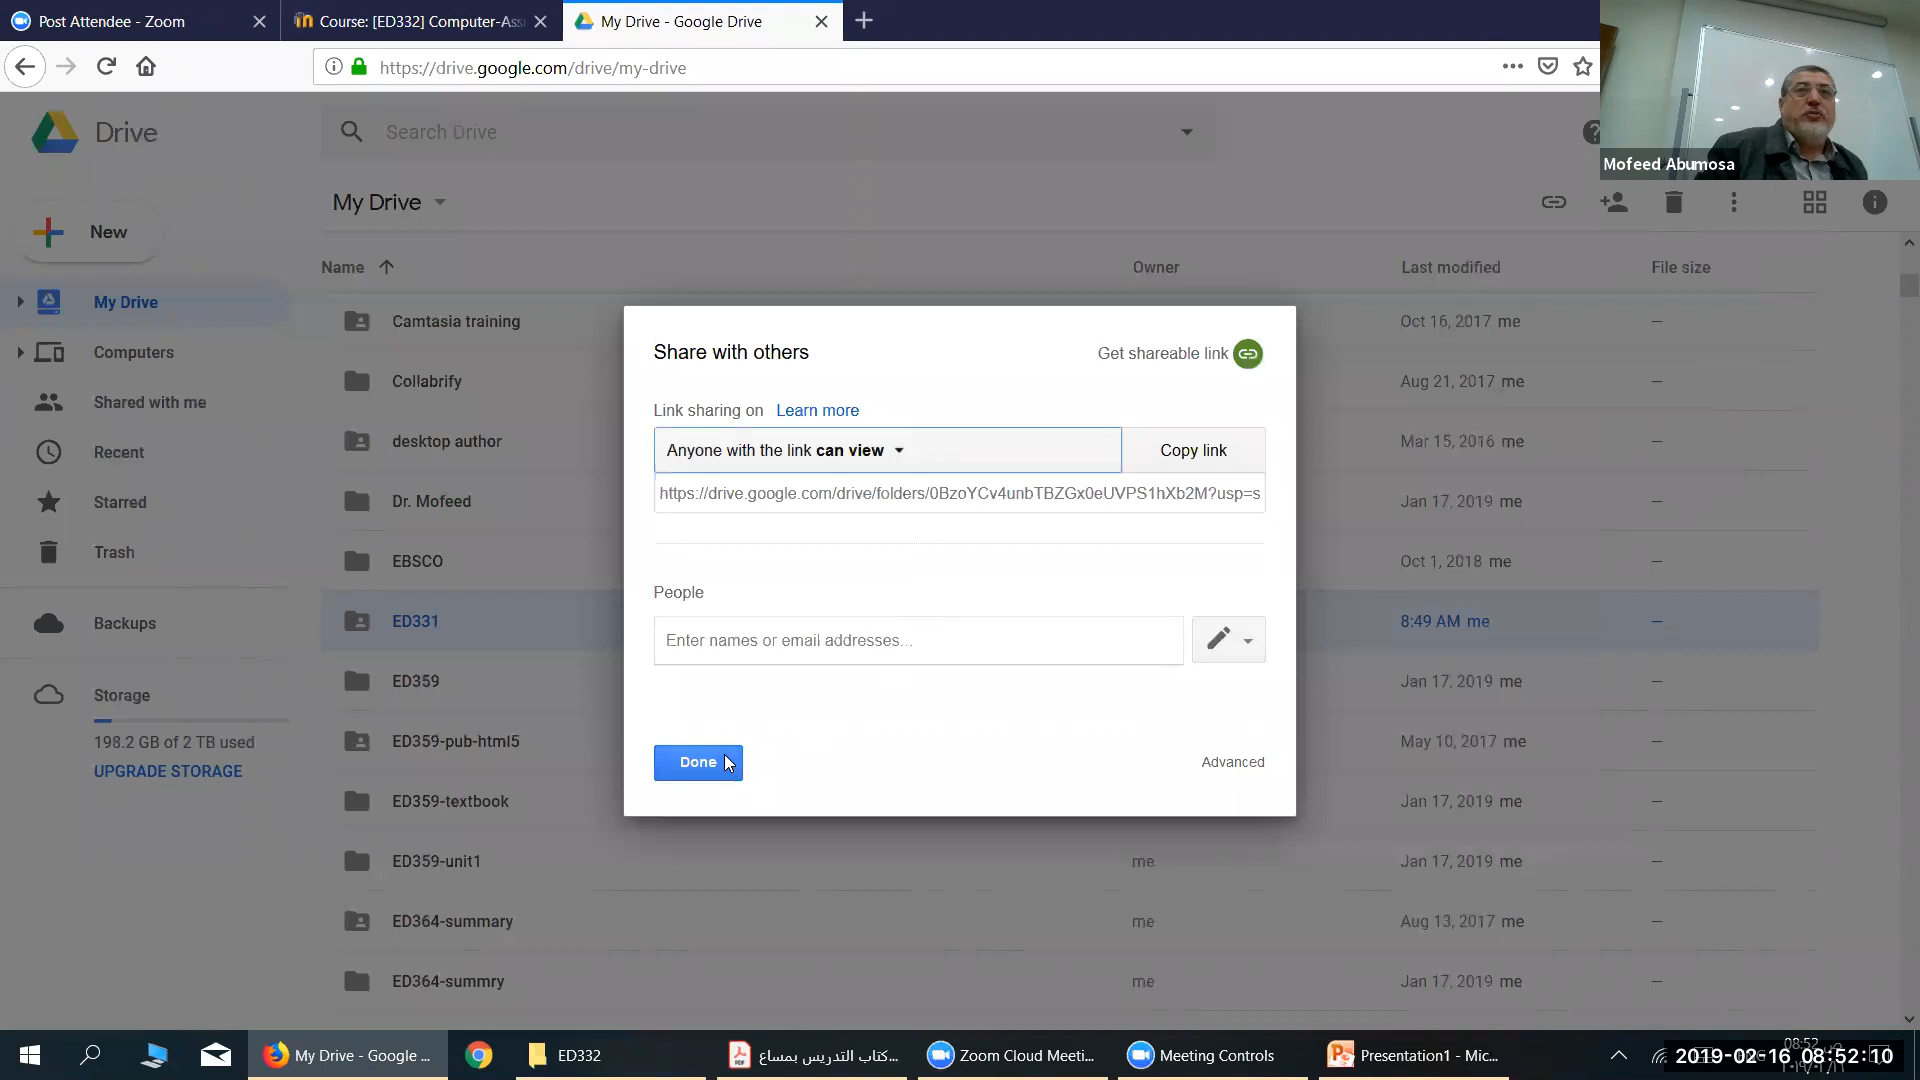 Post Attendee - Zoom
Course: [ED332] Computer-Ass
My Drive - Google Drive
https://drive.google.com/drive/my-drive
Mofeed Abumosa
Drive
Search Drive
My Drive
New
Name
Owner
Last modified
File size
My Drive
Computers
Shared with me
Recent
Starred
Trash
Backups
Storage
198.2 GB of 2 TB used
UPGRADE STORAGE
Camtasia training
Oct 16, 2017 me
—
Collabrify
Aug 21, 2017 me
—
desktop author
Mar 15, 2016 me
—
Dr. Mofeed
Jan 17, 2019 me
—
EBSCO
Oct 1, 2018 me
—
ED331
8:49 AM me
—
ED359
Jan 17, 2019 me
—
ED359-pub-html5
May 10, 2017 me
—
ED359-textbook
Jan 17, 2019 me
—
ED359-unit1
me
Jan 17, 2019 me
—
ED364-summary
me
Aug 13, 2017 me
—
ED364-summry
me
Jan 17, 2019 me
—
Share with others
Get shareable link
Link sharing on Learn more
Anyone with the link can view
Copy link
https://drive.google.com/drive/folders/0BzoYCv4unbTBZGx0eUVPS1hXb2M?usp=s
People
Enter names or email addresses...
Done
Advanced
My Drive - Google ...
ED332
كتاب التدريس بمساع...
Zoom Cloud Meeti...
Meeting Controls
Presentation1 - Mic...
08:52
2019-02-16 08:52:10